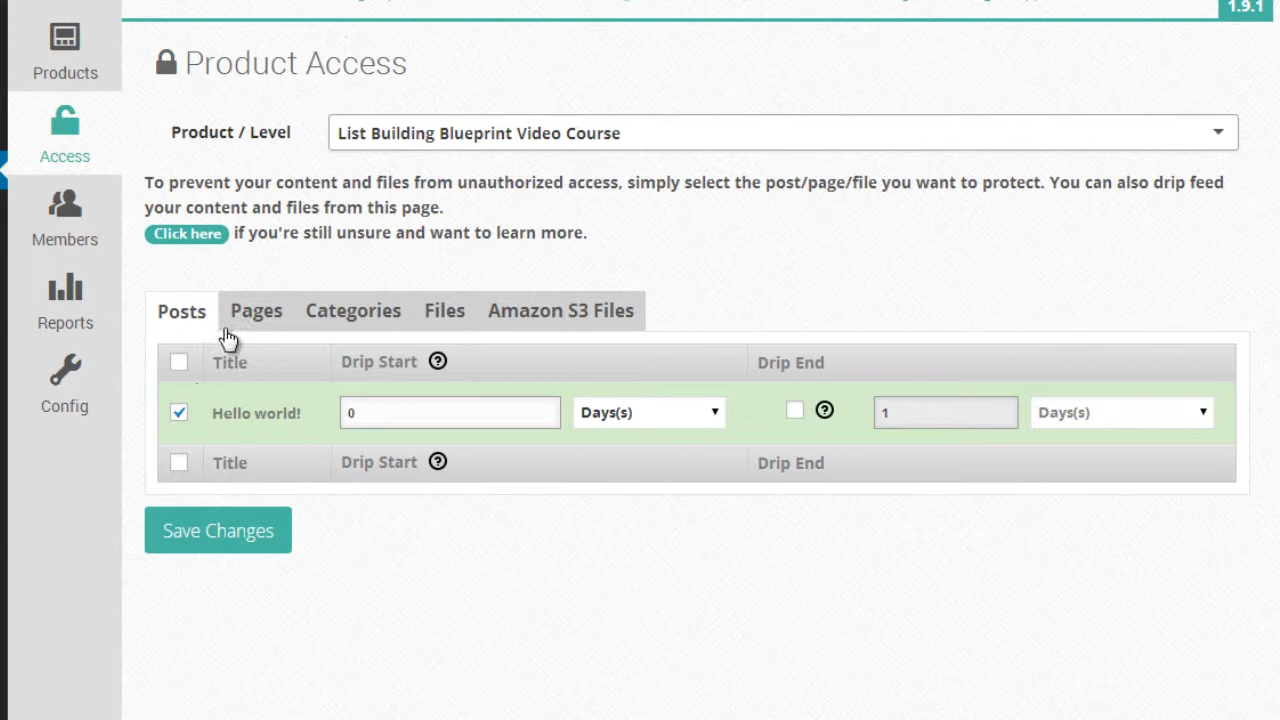 1.9.1
Products
Access
Members
Reports
Config
Product Access
Product / Level
List Building Blueprint Video Course
To prevent your content and files from unauthorized access, simply select the post/page/file you want to protect. You can also drip feed
your content and files from this page.
Click here if you're still unsure and want to learn more.
Posts Pages Categories Files Amazon S3 Files
Title Drip Start ? Drip End
Hello world! 0 Days(s) ? 1 Days(s)
Title Drip Start ? Drip End
Save Changes